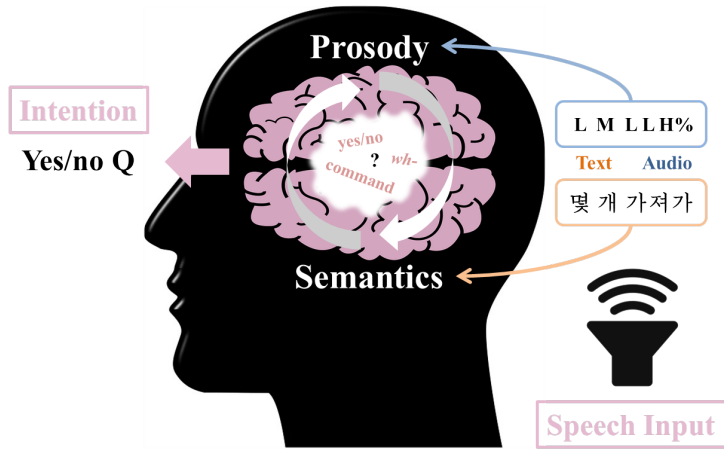 Prosody
Intention
Yes/no Q
L M L L H%
Text Audio
몇 개 가져가
yes/no
? wh-
command
Semantics
Speech Input